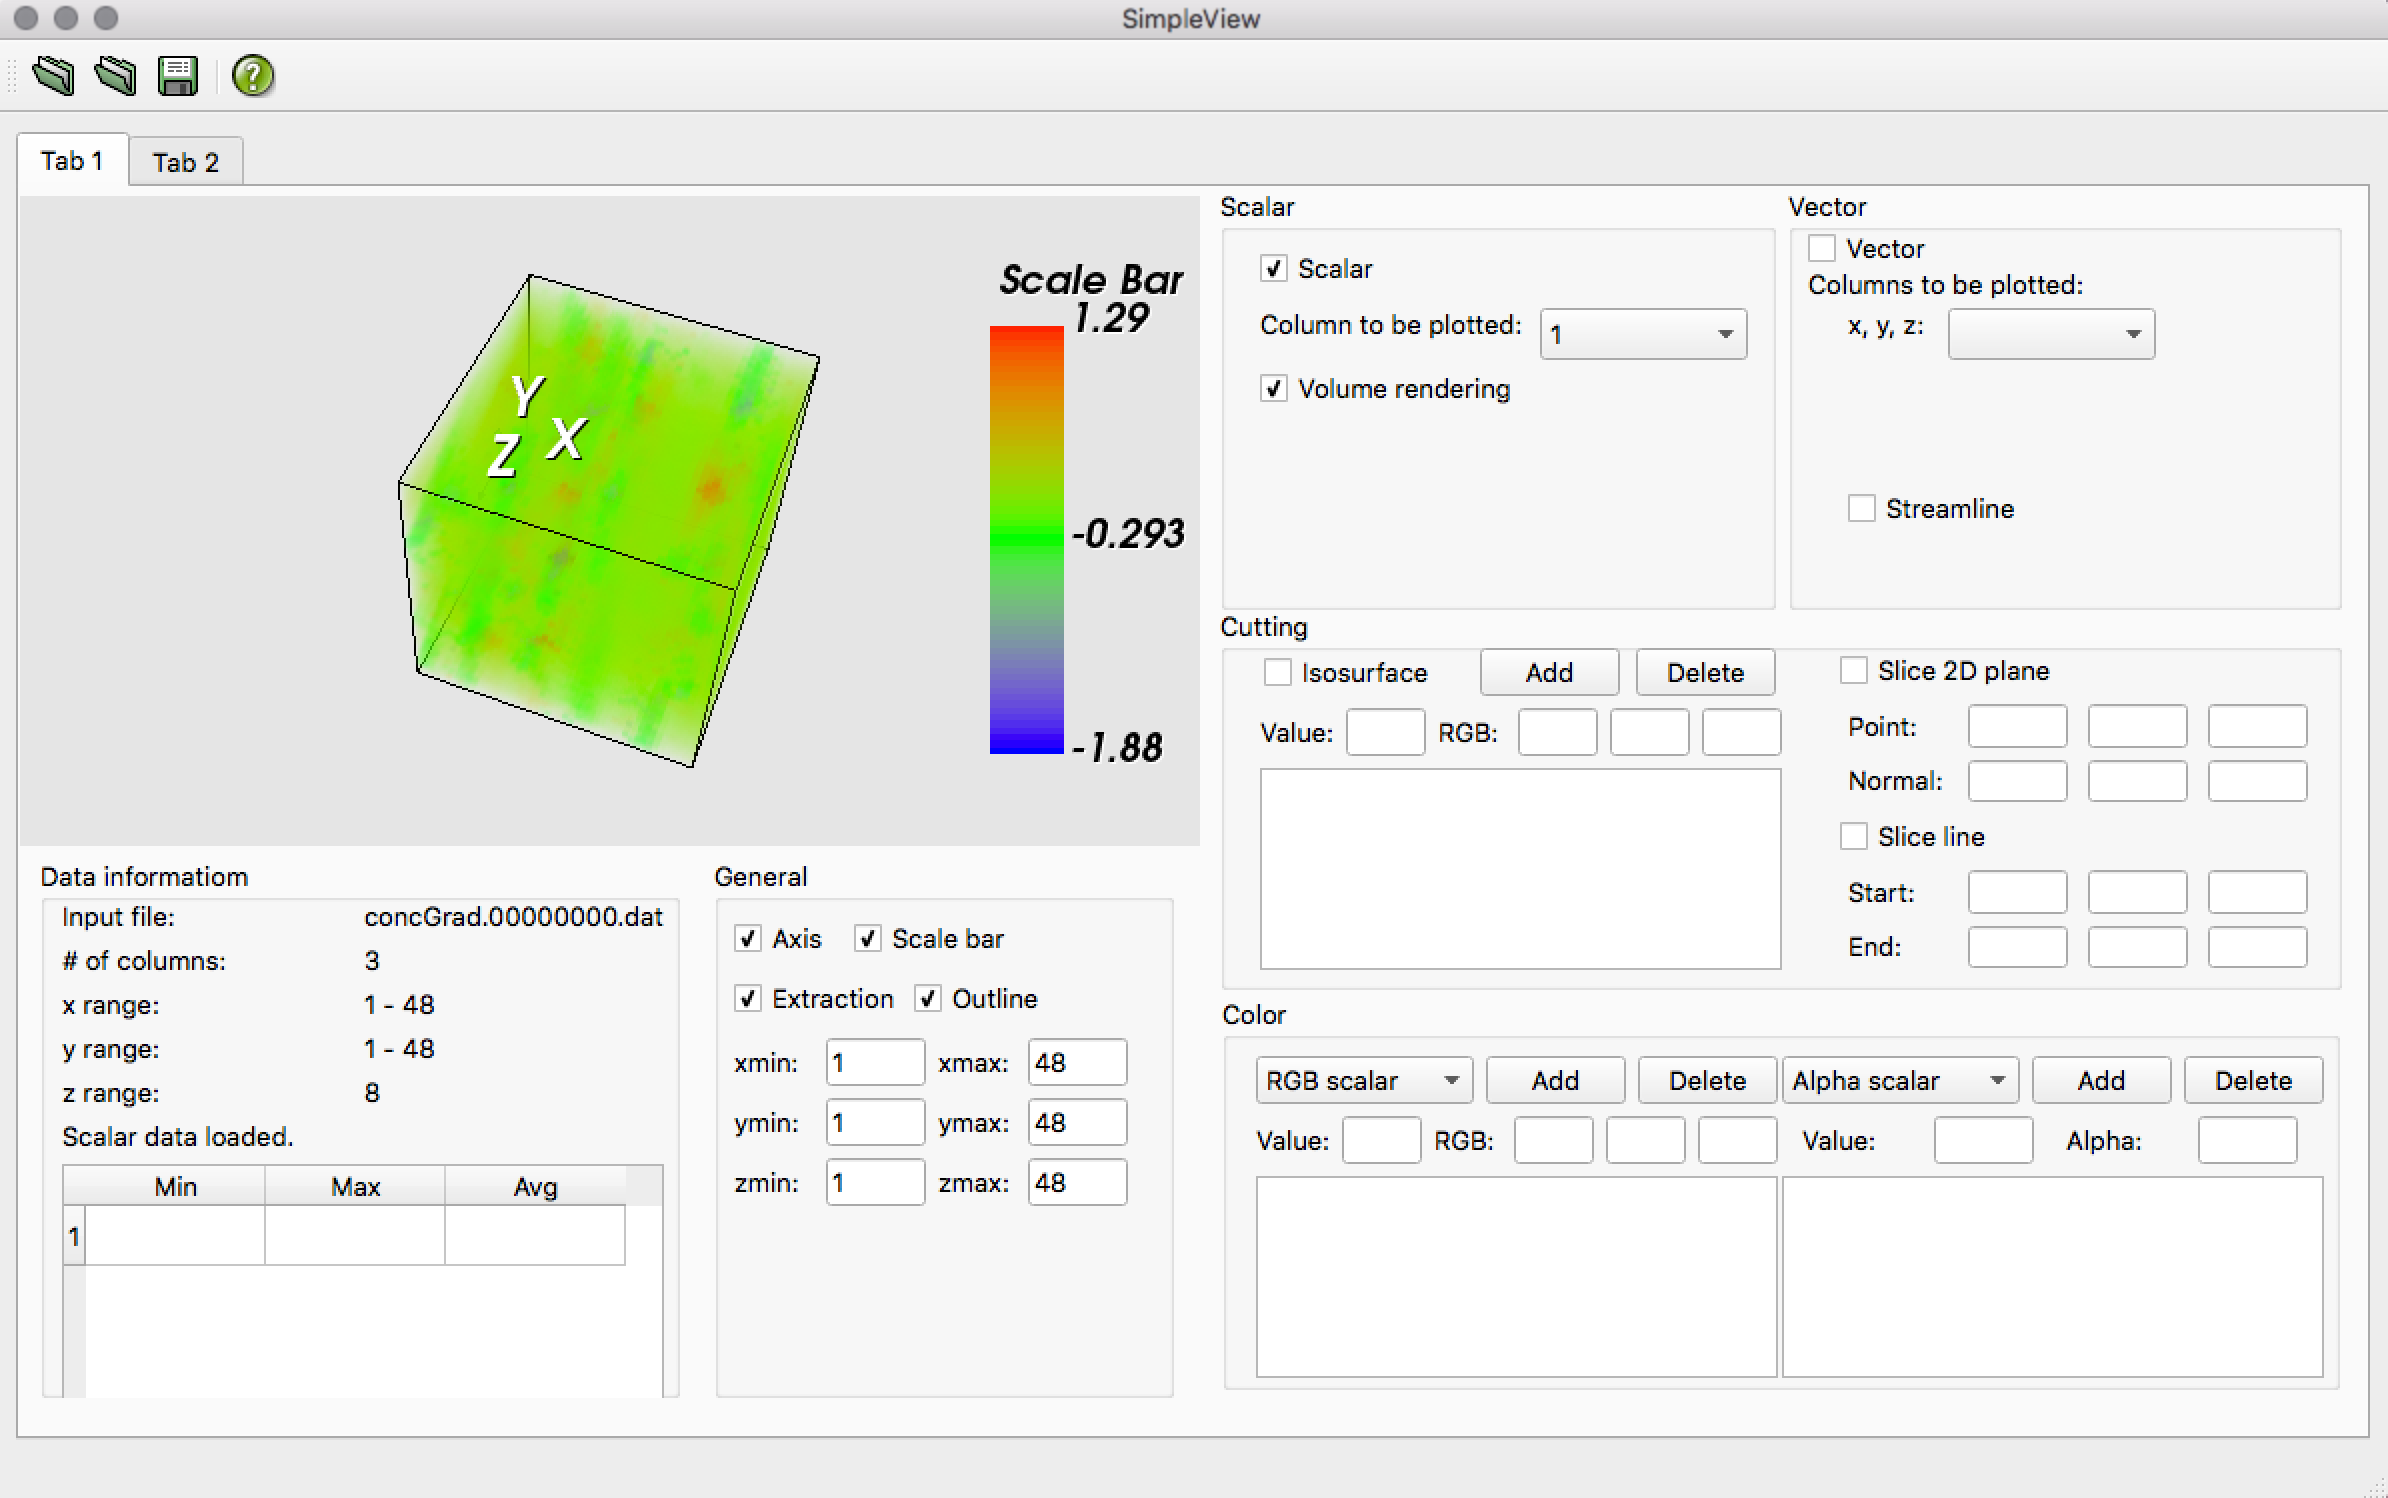 SimpleView
Tab 1
Tab 2
Scale Bar
1.29
-0.293
-1.88
Y
Z X
Scalar
Scalar
Column to be plotted: 1
Volume rendering
Vector
Vector
Columns to be plotted:
x, y, z:
Streamline
Cutting
Isosurface Add Delete
Value: RGB:
Slice 2D plane
Point:
Normal:
Slice line
Start:
End:
Data informatiom
Input file: concGrad.00000000.dat
# of columns: 3
x range: 1 - 48
y range: 1 - 48
z range: 8
Scalar data loaded.
Min Max Avg
1
General
Axis Scale bar
Extraction Outline
xmin: 1 xmax: 48
ymin: 1 ymax: 48
zmin: 1 zmax: 48
Color
RGB scalar Add Delete Alpha scalar Add Delete
Value: RGB: Value: Alpha: